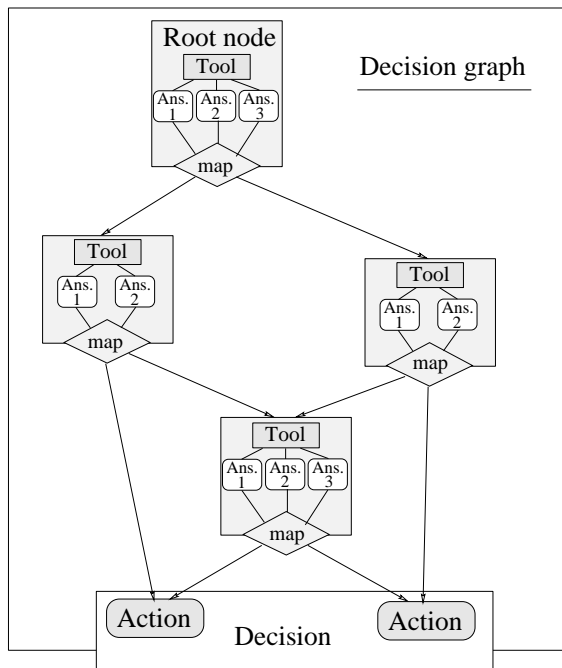 Root node
Decision graph
Tool
Ans. Ans. Ans.
1 2 3
map
Tool
Ans. Ans.
1 2
map
Tool
Ans. Ans.
1 2
map
Tool
Ans. Ans. Ans.
1 2 3
map
Action
Action
Decision